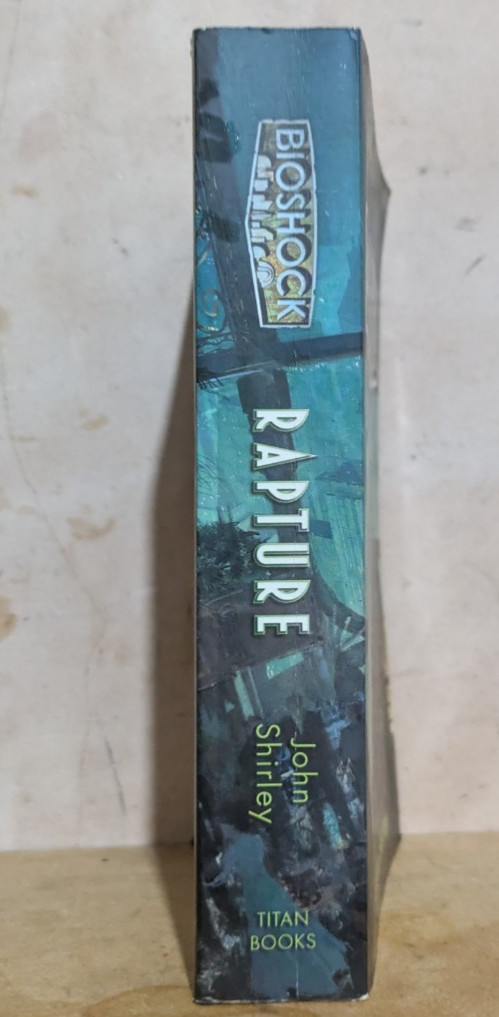 BIOSHOCK
RAPTURE
John
Shirley
TITAN
BOOKS